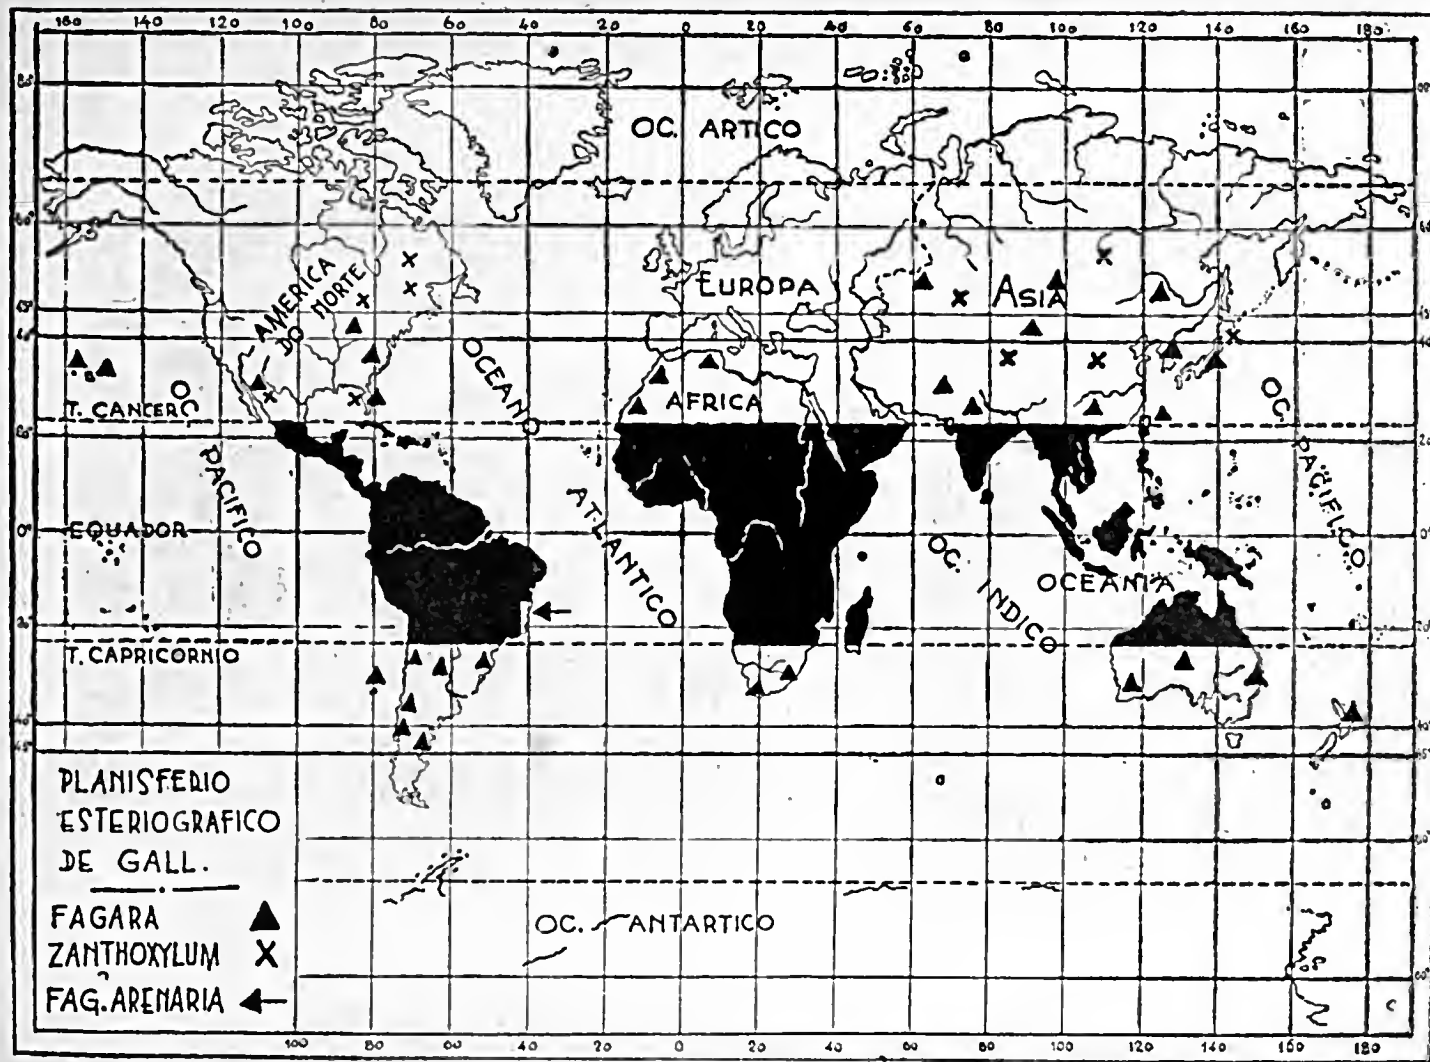 160 140 120 100 80 60 40 20 0 20 40 60 80 100 120 140 160 180
OC. ARTICO
AMERICA
DO NORTE
EUROPA
ASIA
OCEANO
ATLANTICO
AFRICA
T. CANCER
OC. PACIFICO
OC. PACIFICO
EQUADOR
OC. INDICO
OCEANIA
T. CAPRICORNIO
PLANISFERIO
ESTERIOGRAFICO
DE GALL.
FAGARA
ZANTHOXYLUM
FAG. ARENARIA
OC. ANTARTICO
100 80 60 40 20 0 20 40 60 80 100 120 140 160 180